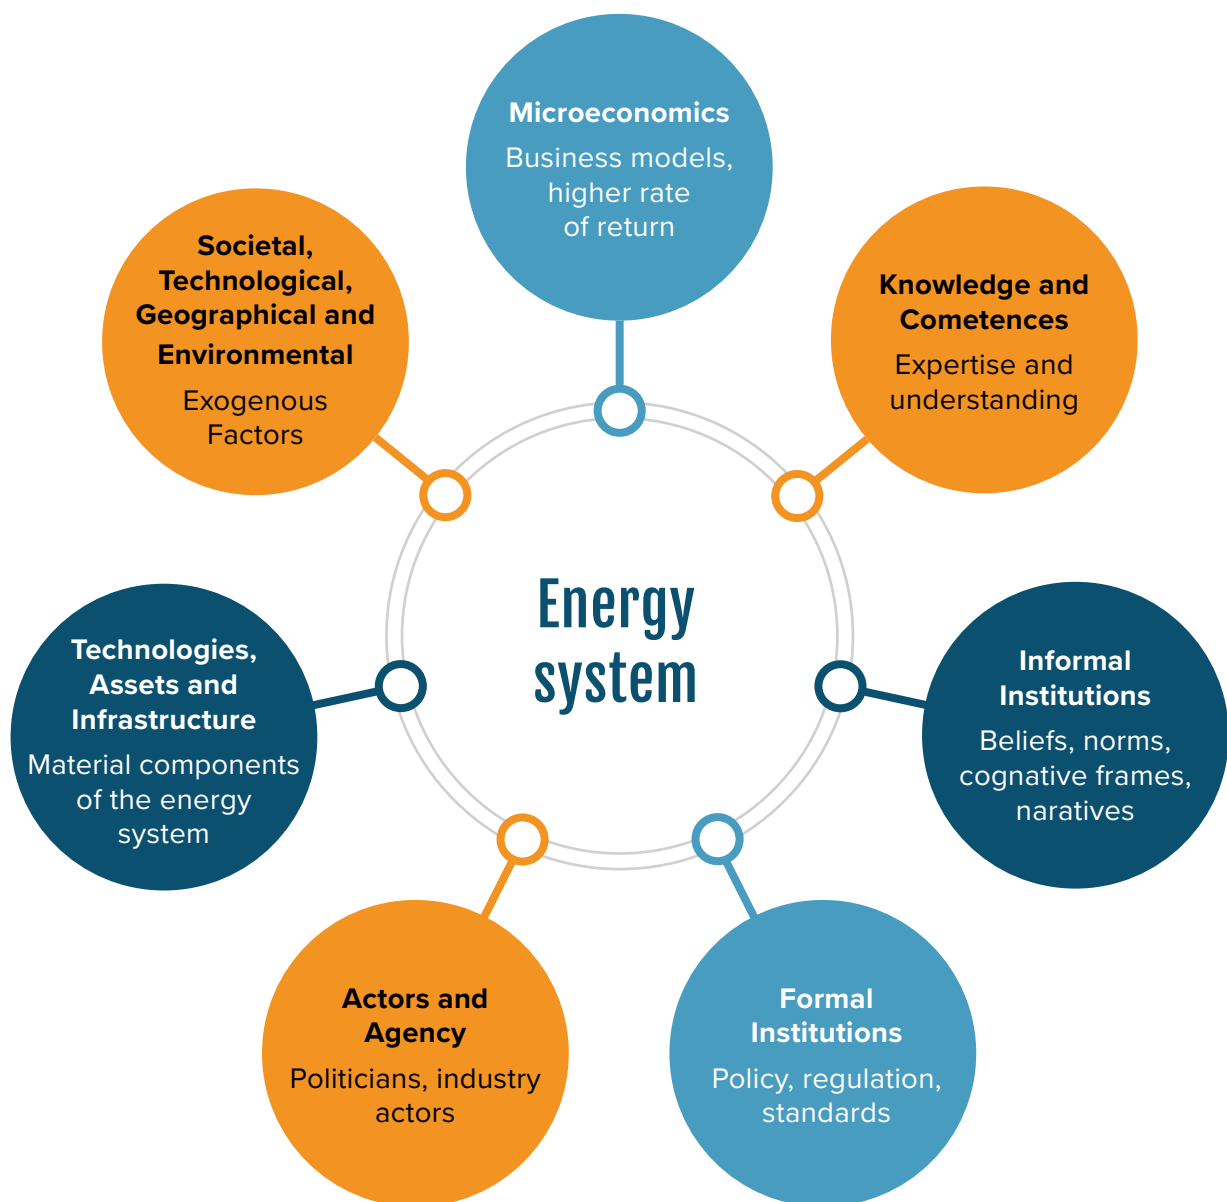 Microeconomics
Business models,
higher rate
of return
Knowledge and
Cometences
Expertise and
understanding
Informal
Institutions
Beliefs, norms,
cognative frames,
naratives
Formal
Institutions
Policy, regulation,
standards
Actors and
Agency
Politicians, industry
actors
Technologies,
Assets and
Infrastructure
Material components
of the energy
system
Societal,
Technological,
Geographical and
Environmental
Exogenous
Factors
Energy
system